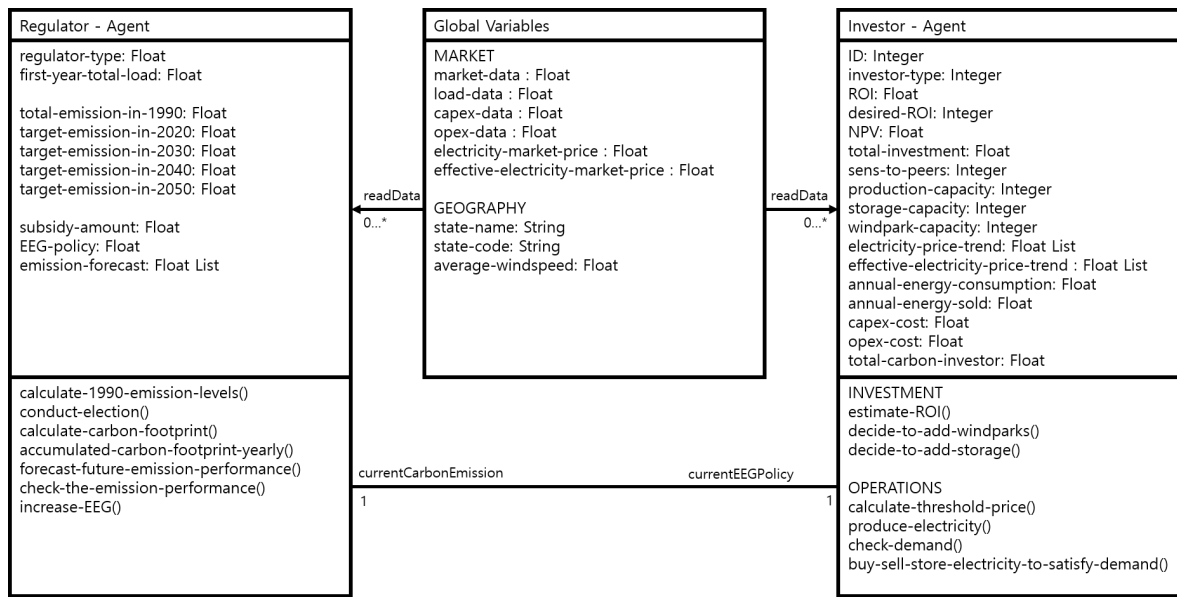 Regulator - Agent
regulator-type: Float
first-year-total-load: Float
total-emission-in-1990: Float
target-emission-in-2020: Float
target-emission-in-2030: Float
target-emission-in-2040: Float
target-emission-in-2050: Float
subsidy-amount: Float
EEG-policy: Float
emission-forecast: Float List
calculate-1990-emission-levels()
conduct-election()
calculate-carbon-footprint()
accumulated-carbon-footprint-yearly()
forecast-future-emission-performance()
check-the-emission-performance()
increase-EEG()
readData
0...*
Global Variables
MARKET
market-data : Float
load-data : Float
capex-data : Float
opex-data : Float
electricity-market-price : Float
effective-electricity-market-price : Float
GEOGRAPHY
state-name: String
state-code: String
average-windspeed: Float
readData
0...*
currentCarbonEmission
1
currentEEGPolicy
1
Investor - Agent
ID: Integer
investor-type: Integer
ROI: Float
desired-ROI: Integer
NPV: Float
total-investment: Float
sens-to-peers: Integer
production-capacity: Integer
storage-capacity: Integer
windpark-capacity: Integer
electricity-price-trend: Float List
effective-electricity-price-trend : Float List
annual-energy-consumption: Float
annual-energy-sold: Float
capex-cost: Float
opex-cost: Float
total-carbon-investor: Float
INVESTMENT
estimate-ROI()
decide-to-add-windparks()
decide-to-add-storage()
OPERATIONS
calculate-threshold-price()
produce-electricity()
check-demand()
buy-sell-store-electricity-to-satisfy-demand()